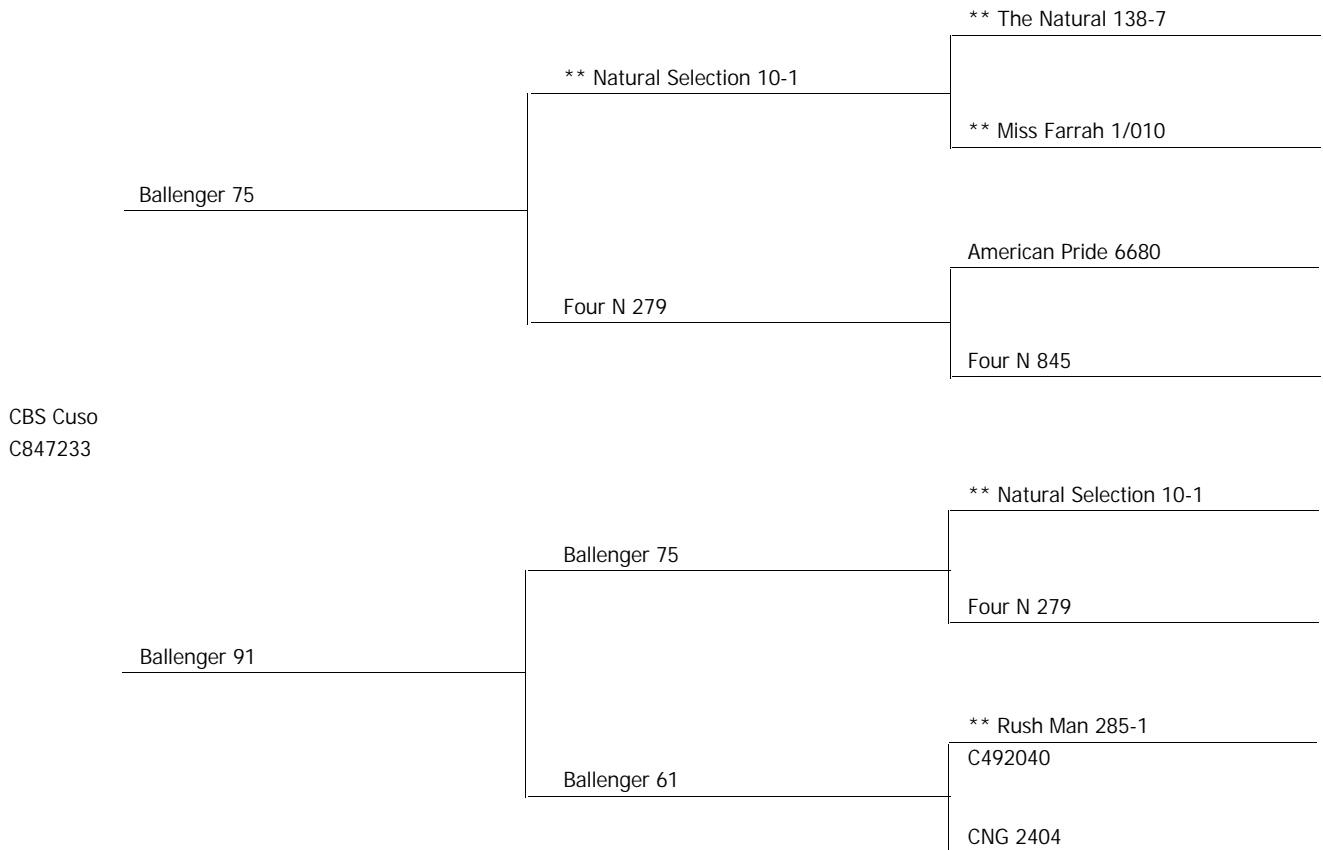 ** The Natural 138-7
** Natural Selection 10-1
** Miss Farrah 1/010
Ballenger 75
American Pride 6680
Four N 279
Four N 845
CBS Cuso
C847233
** Natural Selection 10-1
Ballenger 75
Four N 279
Ballenger 91
** Rush Man 285-1
C492040
Ballenger 61
CNG 2404